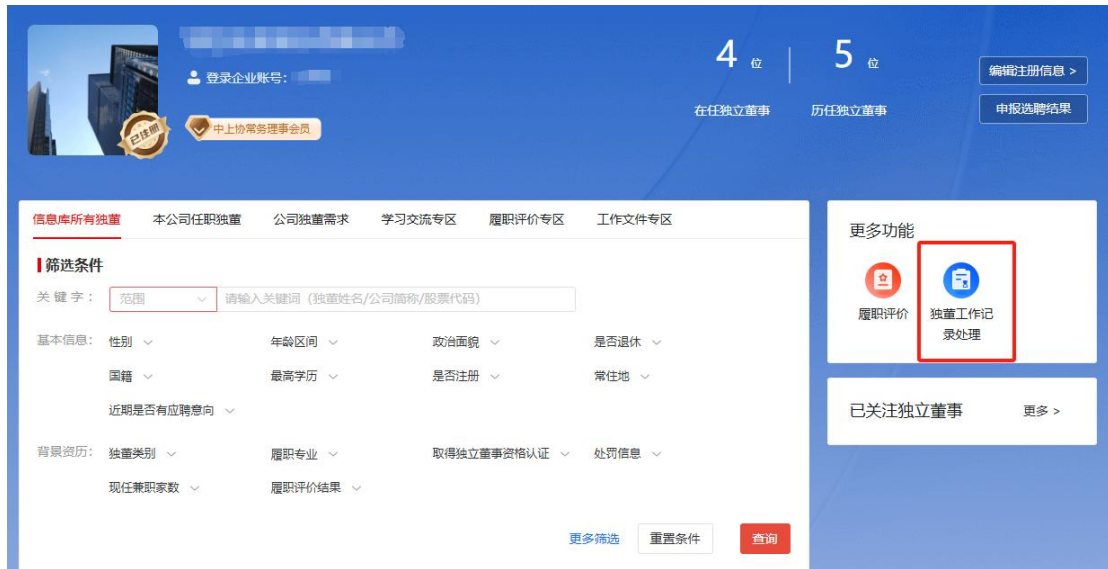 4 位
5 位
登录企业账号：
编辑注册信息 >
在任独立董事
历任独立董事
申报选聘结果
已注册
中上协常务理事会员
信息库所有独董
本公司任职独董
公司独董需求
学习交流专区
履职评价专区
工作文件专区
筛选条件
关 键 字：
范围
请输入关键词（独董姓名/公司简称/股票代码）
基本信息：
性别
年龄区间
政治面貌
是否退休
国籍
最高学历
是否注册
常住地
近期是否有应聘意向
背景资历：
独董类别
履职专业
取得独立董事资格认证
处罚信息
现任兼职家数
履职评价结果
更多筛选
重置条件
查询
更多功能
履职评价
独董工作记
录处理
已关注独立董事
更多 >